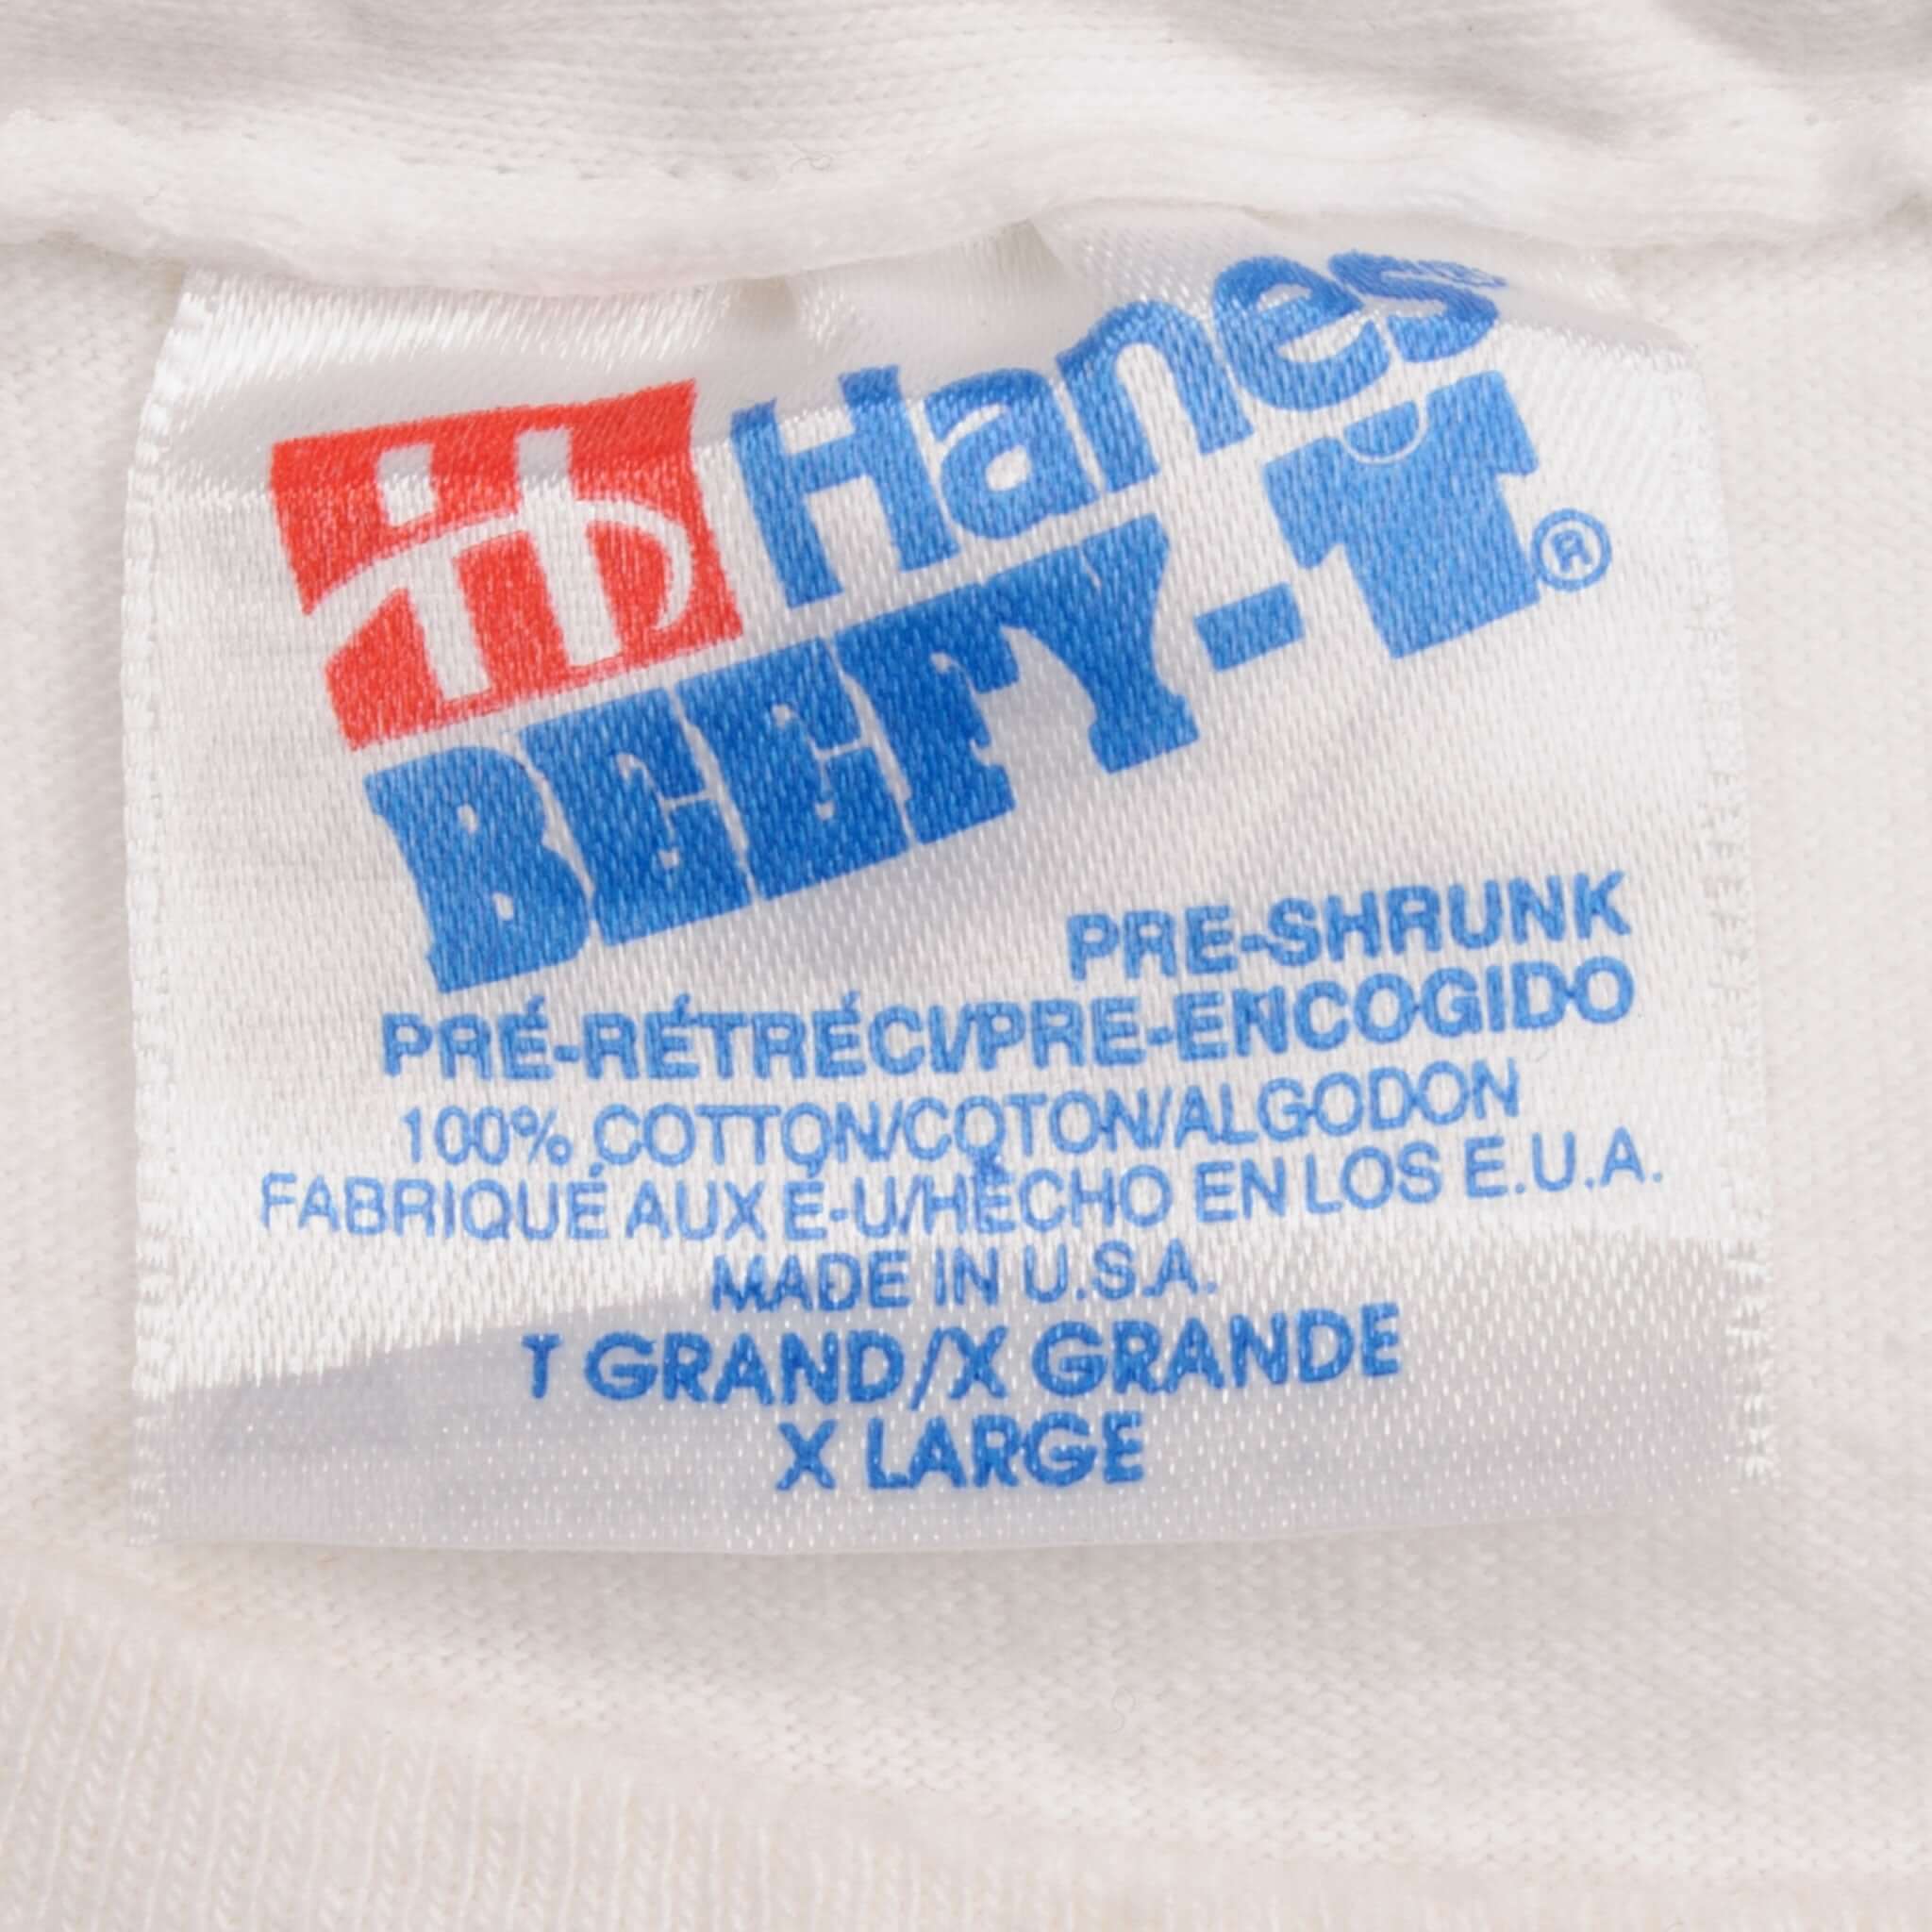 Hanes®
BEEFY-T®
PRE-SHRUNK
PRÉ-RÉTRÉCI/PRE-ENCOGIDO
100% COTTON/COTON/ALGODON
FABRIQUÉ AUX É-U/HECHO EN LOS E.U.A.
MADE IN U.S.A.
T GRAND/X GRANDE
X LARGE